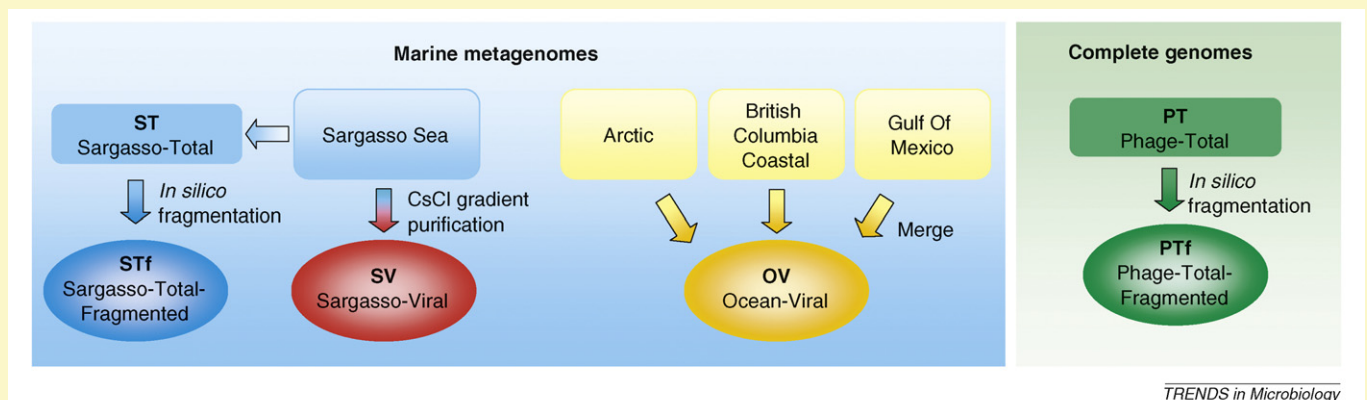 Marine metagenomes
ST
Sargasso-Total
Sargasso Sea
In silico
fragmentation
CsCl gradient
purification
STf
Sargasso-Total-
Fragmented
SV
Sargasso-Viral
Arctic
British
Columbia
Coastal
Gulf Of
Mexico
Merge
OV
Ocean-Viral
Complete genomes
PT
Phage-Total
In silico
fragmentation
PTf
Phage-Total-
Fragmented
TRENDS in Microbiology